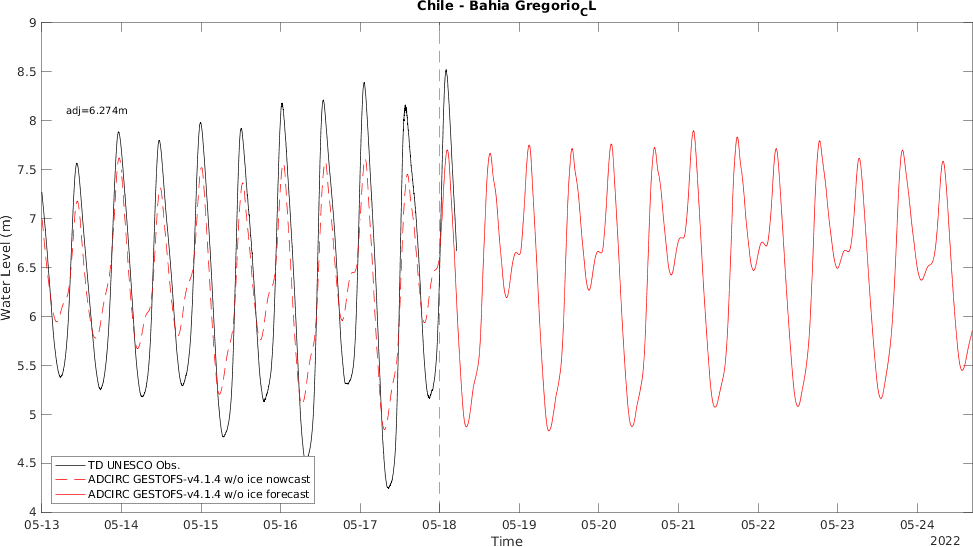 Chile - Bahia Gregorio_CL
9
8.5
8
7.5
7
6.5
6
5.5
5
4.5
4
Water Level (m)
adj=6.274m
TD UNESCO Obs.
ADCIRC GESTOFS-v4.1.4 w/o ice nowcast
ADCIRC GESTOFS-v4.1.4 w/o ice forecast
05-13 05-14 05-15 05-16 05-17 05-18 05-19 05-20 05-21 05-22 05-23 05-24
Time
2022